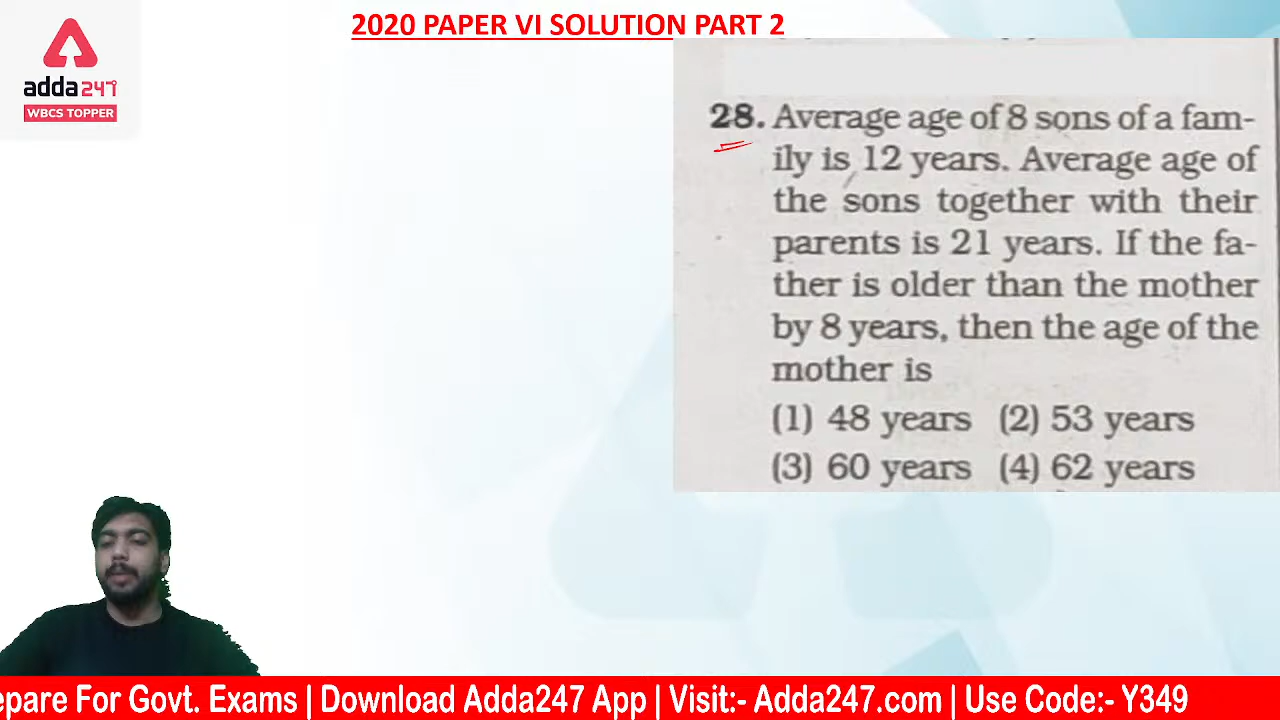 2020 PAPER VI SOLUTION PART 2
adda247
WBCS TOPPER
28. Average age of 8 sons of a fam-
ily is 12 years. Average age of
the sons together with their
parents is 21 years. If the fa-
ther is older than the mother
by 8 years, then the age of the
mother is
(1) 48 years (2) 53 years
(3) 60 years (4) 62 years
epare For Govt. Exams | Download Adda247 App | Visit:- Adda247.com | Use Code:- Y349